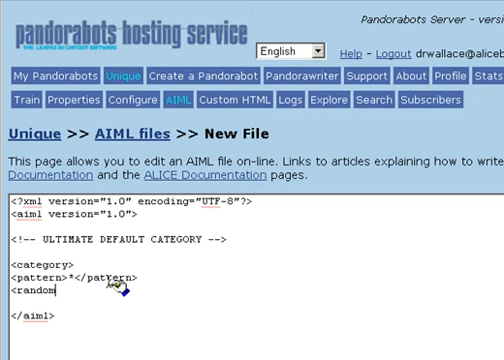 pandorabots hosting service
Pandorabots Server - versi
English
Help - Logout drwallace@aliceb
My Pandorabots Unique Create a Pandorabot Pandorawriter Support About Profile Stats
Train Properties Configure AIML Custom HTML Logs Explore Search Subscribers
Unique >> AIML files >> New File
This page allows you to edit an AIML file on-line. Links to articles explaining how to write
Documentation and the ALICE Documentation pages.
<?xml version="1.0" encoding="UTF-8"?>
<aiml version="1.0">
<!-- ULTIMATE DEFAULT CATEGORY -->
<category>
<pattern>*</pattern>
<random
</aiml>